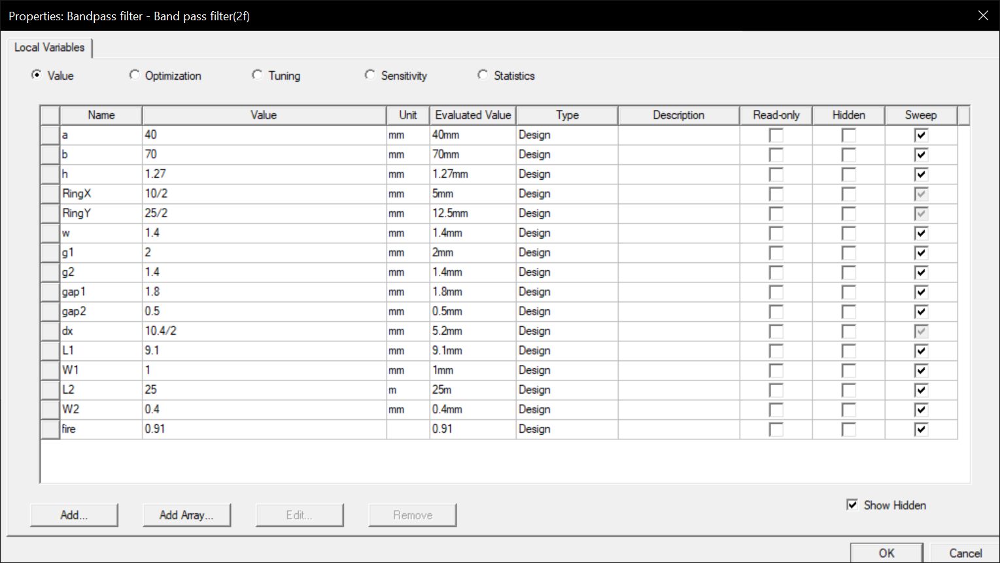 Properties: Bandpass filter - Band pass filter(2f)
Local Variables
Value Optimization Tuning Sensitivity Statistics
Name Value Unit Evaluated Value Type Description Read-only Hidden Sweep
a 40 mm 40mm Design
b 70 mm 70mm Design
h 1.27 mm 1.27mm Design
RingX 10/2 mm 5mm Design
RingY 25/2 mm 12.5mm Design
w 1.4 mm 1.4mm Design
g1 2 mm 2mm Design
g2 1.4 mm 1.4mm Design
gap1 1.8 mm 1.8mm Design
gap2 0.5 mm 0.5mm Design
dx 10.4/2 mm 5.2mm Design
L1 9.1 mm 9.1mm Design
W1 1 mm 1mm Design
L2 25 m 25m Design
W2 0.4 mm 0.4mm Design
fire 0.91 0.91 Design
Show Hidden
Add... Add Array... Edit... Remove
OK Cancel